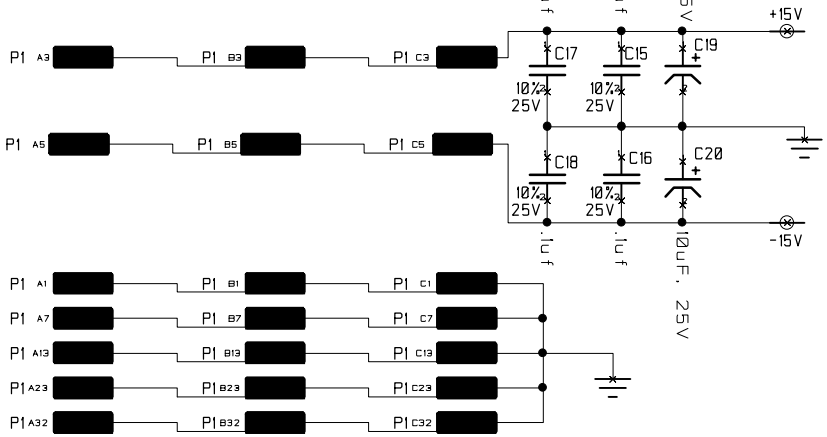 uf
uf
5V
+15V
P1 A3
P1 B3
P1 C3
C17
10%
25V
C15
10%
25V
C19
+
P1 A5
P1 B5
P1 C5
C18
10%
25V
.1uf
C16
10%
25V
.1uf
C20
+
10uF, 25V
-15V
P1 A1
P1 B1
P1 C1
P1 A7
P1 B7
P1 C7
P1 A13
P1 B13
P1 C13
P1 A23
P1 B23
P1 C23
P1 A32
P1 B32
P1 C32